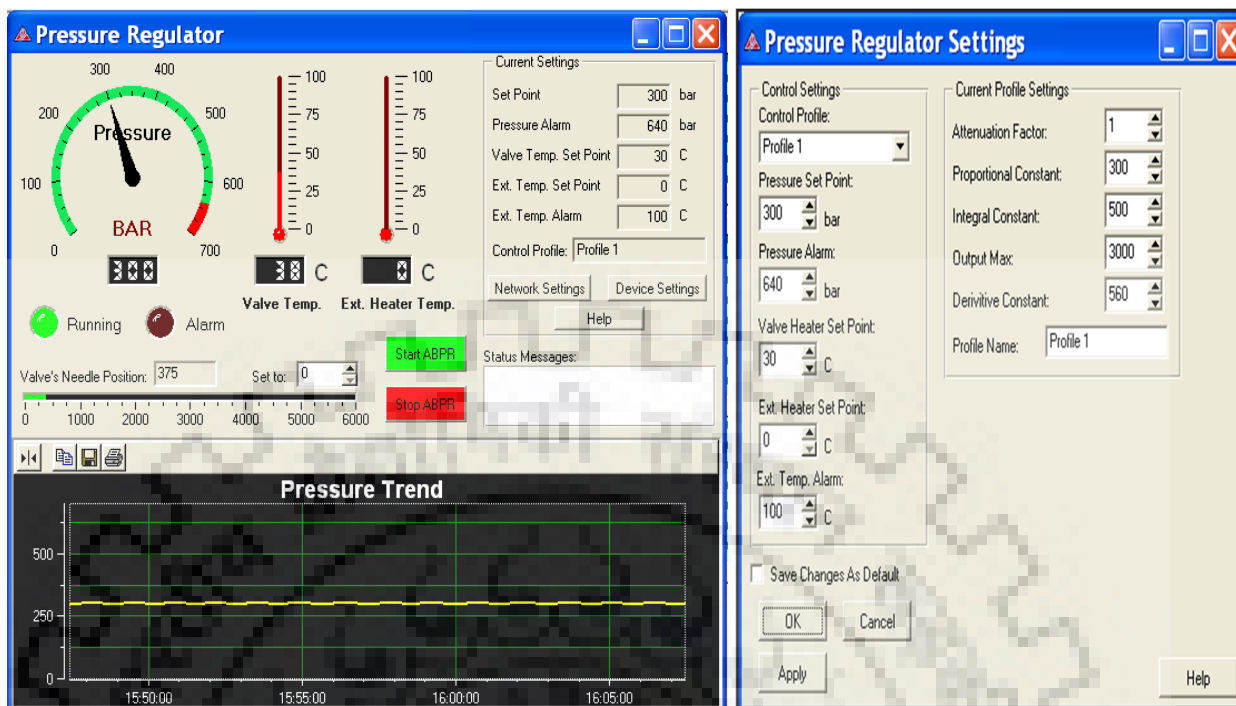 Pressure Regulator
300 400
200 500
100 600
0 700
Pressure
BAR
300
100
75
50
25
0
38 C
Valve Temp.
100
75
50
25
0
0 C
Ext. Heater Temp.
Running
Alarm
Valve's Needle Position: 375
Set to: 0
0 1000 2000 3000 4000 5000 6000
Start ABPR
Stop ABPR
Current Settings
Set Point 300 bar
Pressure Alarm 640 bar
Valve Temp. Set Point 30 C
Ext. Temp. Set Point 0 C
Ext. Temp. Alarm 100 C
Control Profile: Profile 1
Network Settings Device Settings
Help
Status Messages:
Pressure Trend
500
250
0
15:50:00 15:55:00 16:00:00 16:05:00
Pressure Regulator Settings
Control Settings
Control Profile:
Profile 1
Pressure Set Point:
300 bar
Pressure Alarm:
640 bar
Valve Heater Set Point:
30 C
Ext. Heater Set Point:
0 C
Ext. Temp. Alarm:
100 C
Save Changes As Default
OK Cancel
Apply
Current Profile Settings
Attenuation Factor: 1
Proportional Constant: 300
Integral Constant: 500
Output Max: 3000
Derivitive Constant: 560
Profile Name: Profile 1
Help